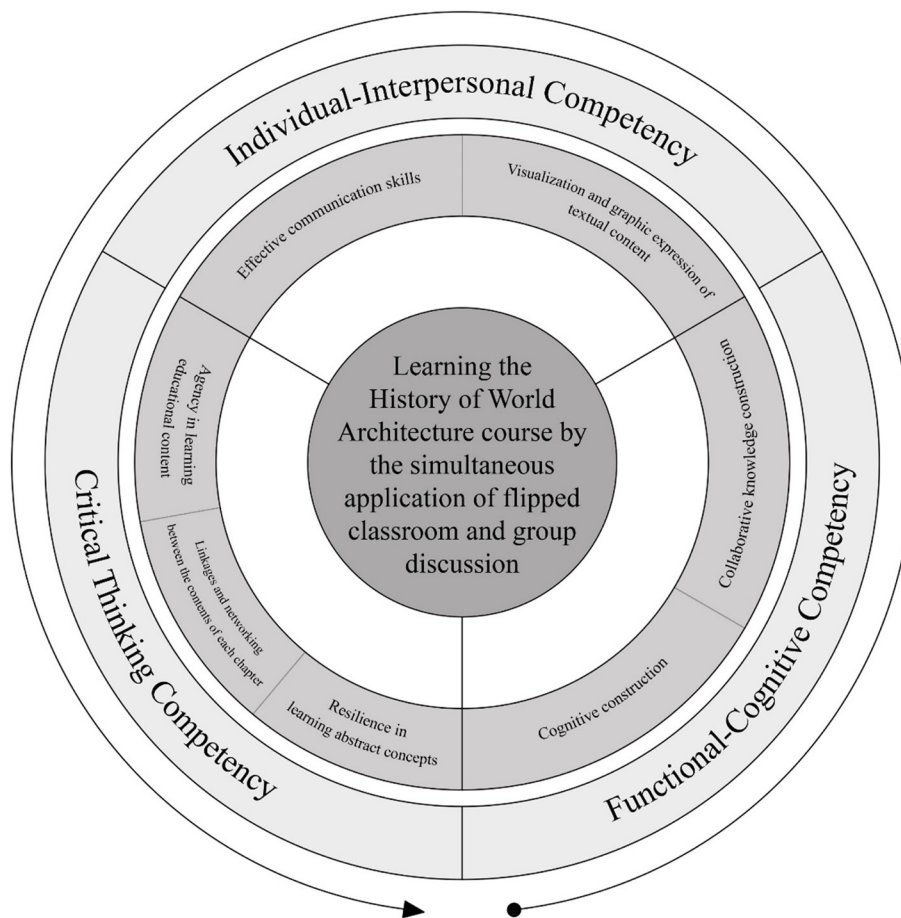 Individual-Interpersonal Competency
Effective communication skills
Visualization and graphic expression of
textual content
Learning the
History of World
Architecture course by
the simultaneous
application of flipped
classroom and group
discussion
Collaborative knowledge construction
Cognitive construction
Functional-Cognitive Competency
Agency in learning
educational content
Linkages and networking
between the contents of each chapter
Resilience in
learning abstract concepts
Critical Thinking Competency